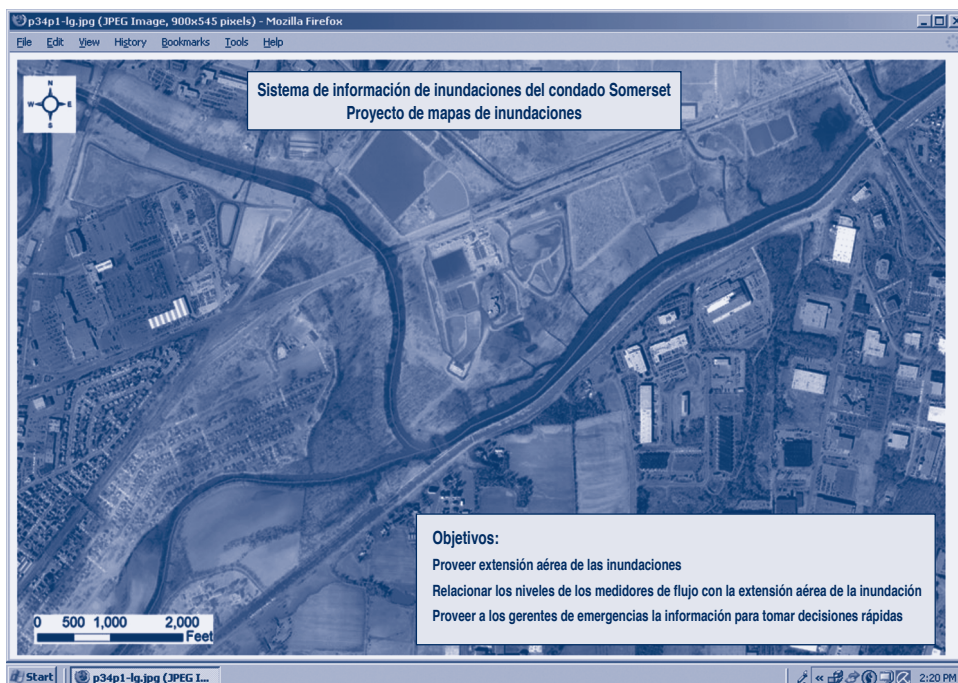 p34p1-lg.jpg (JPEG Image, 900x545 pixels) - Mozilla Firefox
File Edit View History Bookmarks Tools Help
N
W E
S
Sistema de información de inundaciones del condado Somerset
Proyecto de mapas de inundaciones
3
Objetivos:
Proveer extensión aérea de las inundaciones
Relacionar los niveles de los medidores de flujo con la extensión aérea de la inundación
Proveer a los gerentes de emergencias la información para tomar decisiones rápidas
0 500 1,000 2,000
Feet
Start p34p1-lg.jpg (JPEG I... « 2:20 PM